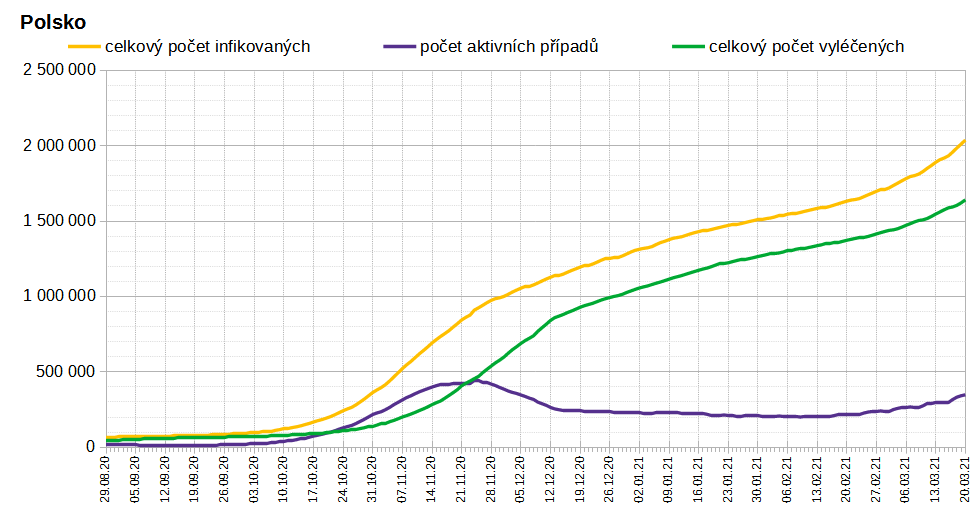 Polsko
celkový počet infikovaných počet aktivních případů celkový počet vyléčených
2 500 000
2 000 000
1 500 000
1 000 000
500 000
0
29.08.20 05.09.20 12.09.20 19.09.20 26.09.20 03.10.20 10.10.20 17.10.20 24.10.20 31.10.20 07.11.20 14.11.20 21.11.20 28.11.20 05.12.20 12.12.20 19.12.20 26.12.20 02.01.21 09.01.21 16.01.21 23.01.21 30.01.21 06.02.21 13.02.21 20.02.21 27.02.21 06.03.21 13.03.21 20.03.21